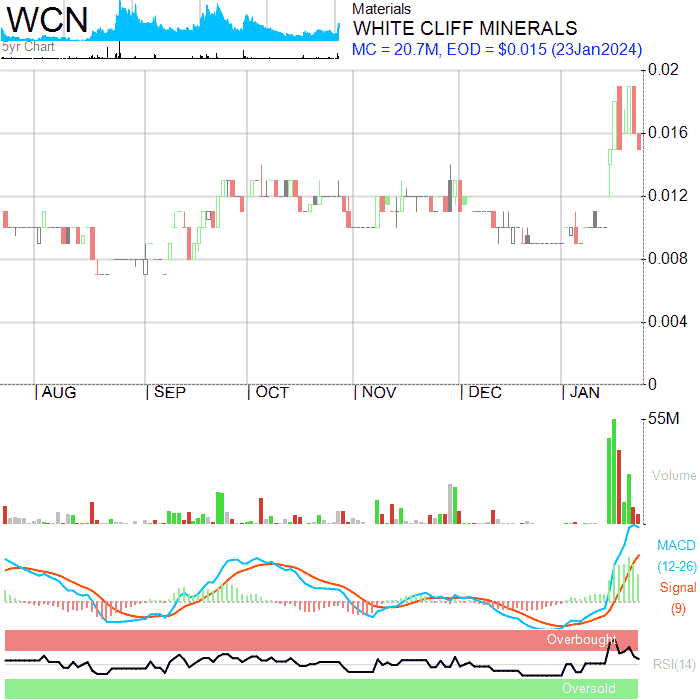 WCN
5yr Chart
Materials
WHITE CLIFF MINERALS
MC = 20.7M, EOD = $0.015 (23Jan2024)
0.02
0.016
0.012
0.008
0.004
0
AUG SEP OCT NOV DEC JAN
55M
Volume
MACD
(12-26)
Signal
(9)
Overbought
RSI(14)
Oversold